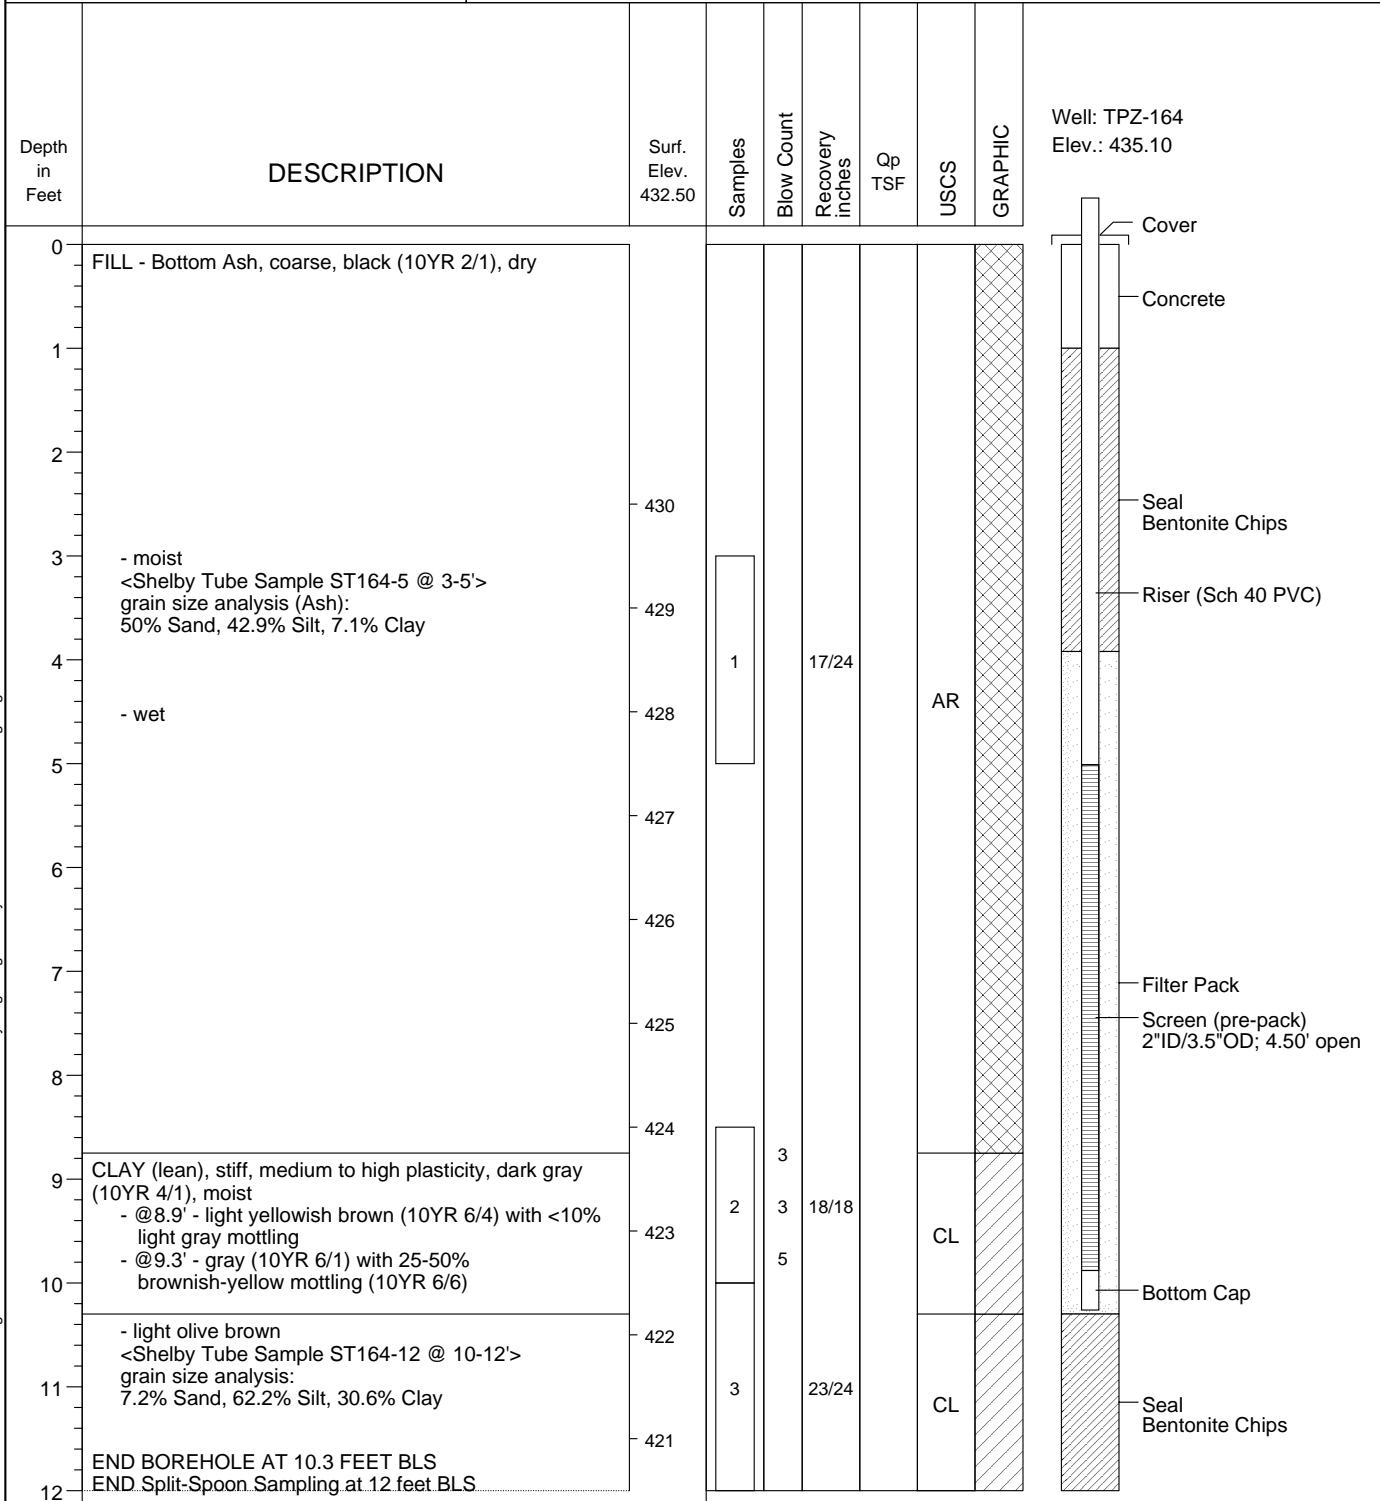 Depth
in
Feet
DESCRIPTION
Surf.
Elev.
432.50
Samples
Blow Count
Recovery
inches
Qp
TSF
USCS
GRAPHIC
Well: TPZ-164
Elev.: 435.10
Cover
0
FILL - Bottom Ash, coarse, black (10YR 2/1), dry
Concrete
1
2
430
Seal
Bentonite Chips
3
- moist
<Shelby Tube Sample ST164-5 @ 3-5'>
grain size analysis (Ash):
50% Sand, 42.9% Silt, 7.1% Clay
429
Riser (Sch 40 PVC)
4
1
17/24
AR
- wet
428
5
427
6
426
7
Filter Pack
Screen (pre-pack)
2"ID/3.5"OD; 4.50' open
425
8
424
3
9
CLAY (lean), stiff, medium to high plasticity, dark gray
(10YR 4/1), moist
- @8.9' - light yellowish brown (10YR 6/4) with <10%
light gray mottling
- @9.3' - gray (10YR 6/1) with 25-50%
brownish-yellow mottling (10YR 6/6)
2
3
18/18
423
CL
5
10
Bottom Cap
- light olive brown
<Shelby Tube Sample ST164-12 @ 10-12'>
grain size analysis:
7.2% Sand, 62.2% Silt, 30.6% Clay
422
11
3
23/24
CL
Seal
Bentonite Chips
421
END BOREHOLE AT 10.3 FEET BLS
END Split-Spoon Sampling at 12 feet BLS
12